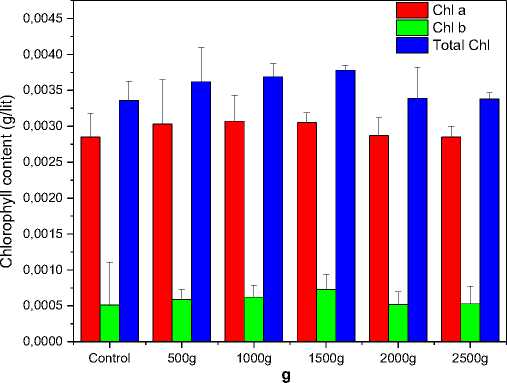 Chl a
Chl b
Total Chl
Chlorophyll content (g/lit)
0,0045
0,0040
0,0035
0,0030
0,0025
0,0020
0,0015
0,0010
0,0005
0,0000
Control 500g 1000g 1500g 2000g 2500g
g